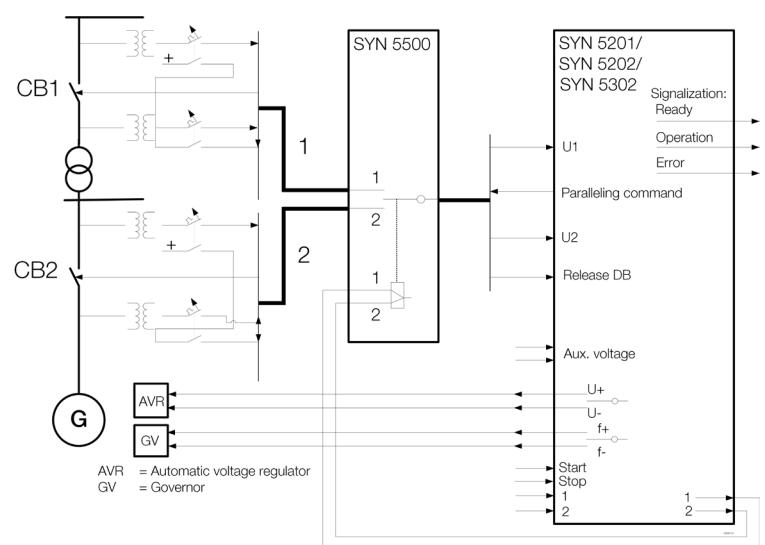 SYN 5500
SYN 5201/
SYN 5202/
SYN 5302
Signalization:
Ready
Operation
Error
+
CB1
1
1
2
U1
Paralleling command
U2
Release DB
+
CB2
2
1
2
Aux. voltage
G
AVR
U+
U-
GV
f+
f-
AVR = Automatic voltage regulator
GV = Governor
Start
Stop
1
2
1
2